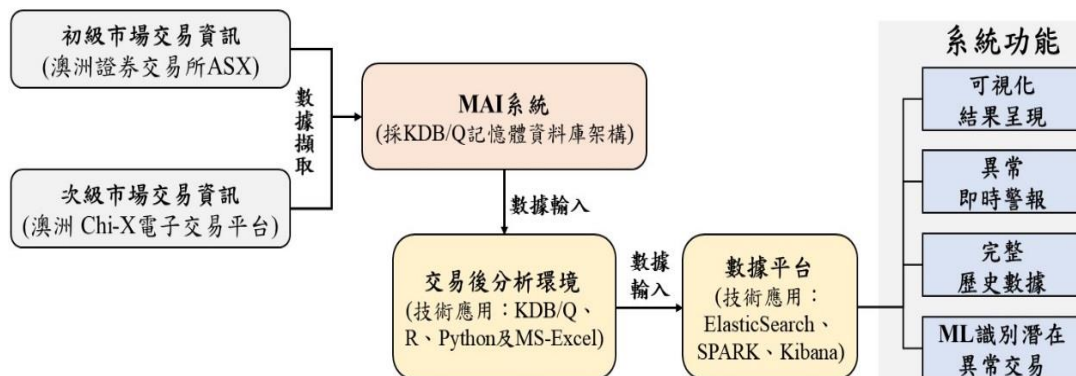 初級市場交易資訊
(澳洲證券交易所ASX)
次級市場交易資訊
(澳洲 Chi-X電子交易平台)
數據擷取
MAI系統
(採KDB/Q記憶體資料庫架構)
數據輸入
交易後分析環境
(技術應用：KDB/Q、
R、Python及MS-Excel)
數據
輸入
數據平台
(技術應用：
ElasticSearch、
SPARK、Kibana)
系統功能
可視化
結果呈現
異常
即時警報
完整
歷史數據
ML識別潛在
異常交易